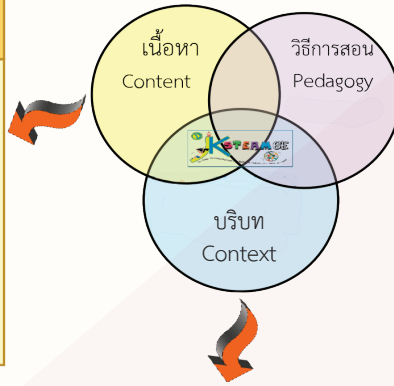 เนื้อหา
Content
วิธีการสอน
Pedagogy
STEAM
บริบท
Context